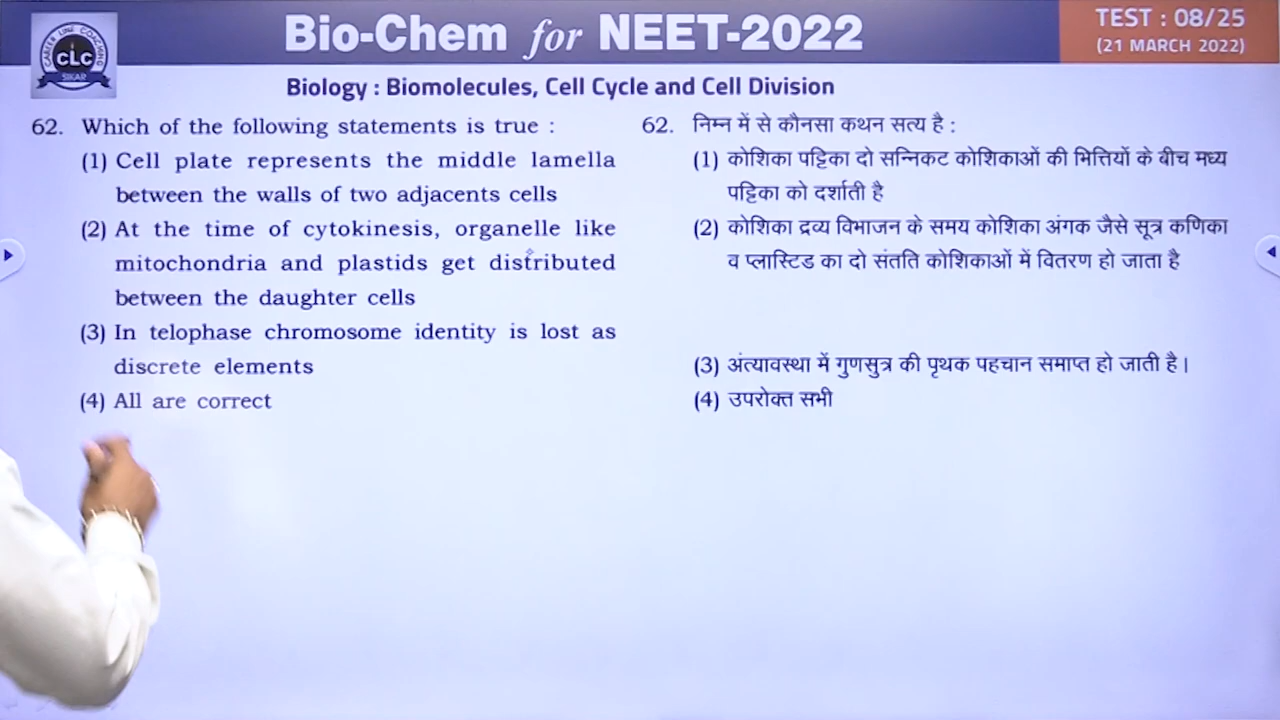 Bio-Chem for NEET-2022
TEST : 08/25
(21 MARCH 2022)
CAREER LINE COACHING
CLC
SIKAR
Biology : Biomolecules, Cell Cycle and Cell Division
62. Which of the following statements is true :
(1) Cell plate represents the middle lamella
between the walls of two adjacents cells
(2) At the time of cytokinesis, organelle like
mitochondria and plastids get distributed
between the daughter cells
(3) In telophase chromosome identity is lost as
discrete elements
(4) All are correct
62. निम्न में से कौनसा कथन सत्य है :
(1) कोशिका पट्टिका दो सन्निकट कोशिकाओं की भित्तियों के बीच मध्य
पट्टिका को दर्शाती है
(2) कोशिका द्रव्य विभाजन के समय कोशिका अंगक जैसे सूत्र कणिका
व प्लास्टिड का दो संतति कोशिकाओं में वितरण हो जाता है
(3) अंत्यावस्था में गुणसुत्र की पृथक पहचान समाप्त हो जाती है।
(4) उपरोक्त सभी